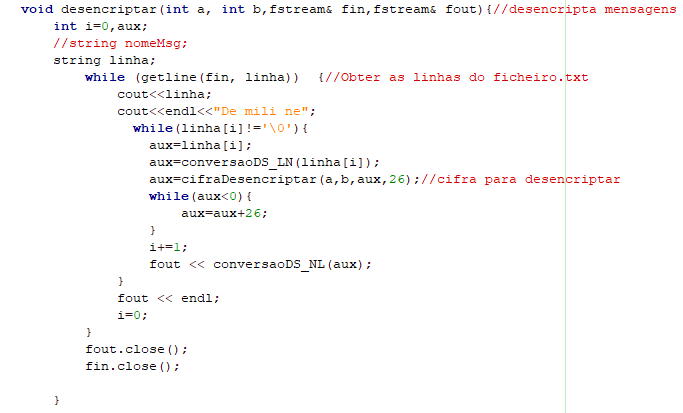 void desencriptar(int a, int b,fstream& fin,fstream& fout){//desencripta mensagens
int i=0,aux;
//string nomeMsg;
string linha;
while (getline(fin, linha))  {//Obter as linhas do ficheiro.txt
cout<<linha;
cout<<endl<<"De mili ne";
while(linha[i]!='\0'){
aux=linha[i];
aux=conversaoDS_LN(linha[i]);
aux=cifraDesencriptar(a,b,aux,26);//cifra para desencriptar
while(aux<0){
aux=aux+26;
}
i+=1;
fout << conversaoDS_NL(aux);
}
fout << endl;
i=0;
}
fout.close();
fin.close();
}